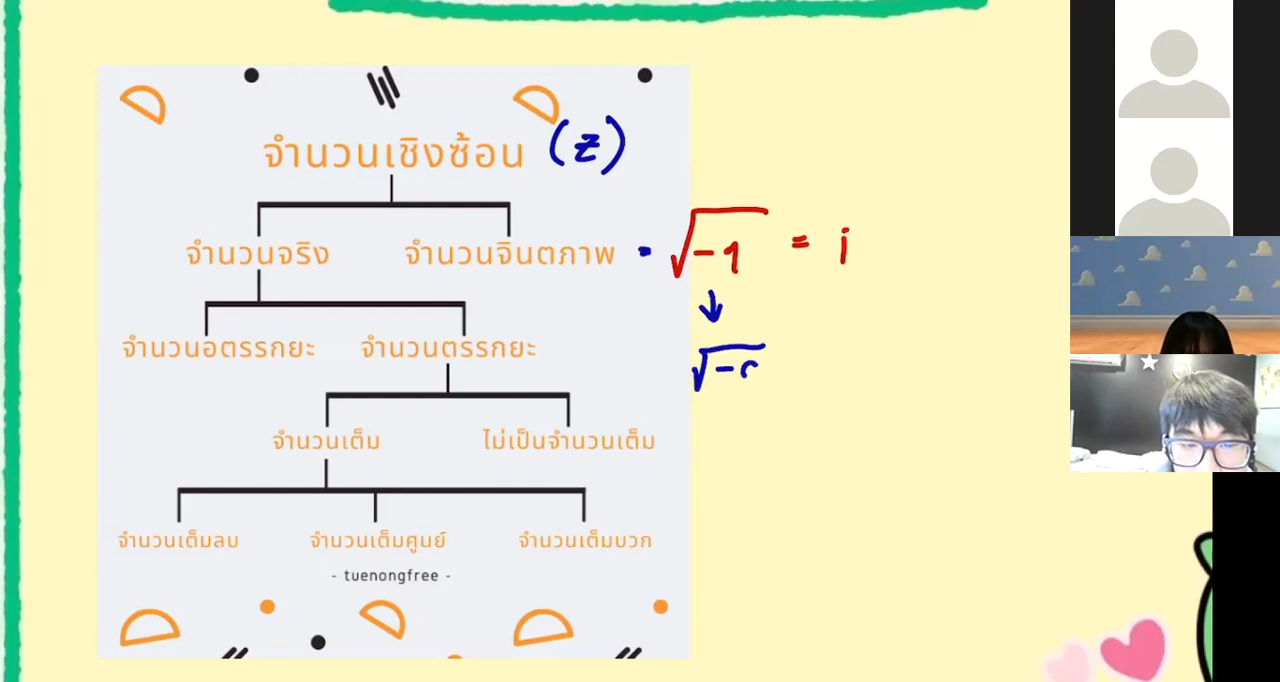 จำนวนเชิงซ้อน (z)
จำนวนจริง จำนวนจินตภาพ = √-1 = i
↓
จำนวนอตรรกยะ จำนวนตรรกยะ
จำนวนเต็ม ไม่เป็นจำนวนเต็ม
จำนวนเต็มลบ จำนวนเต็มศูนย์ จำนวนเต็มบวก
- tuenongfree -